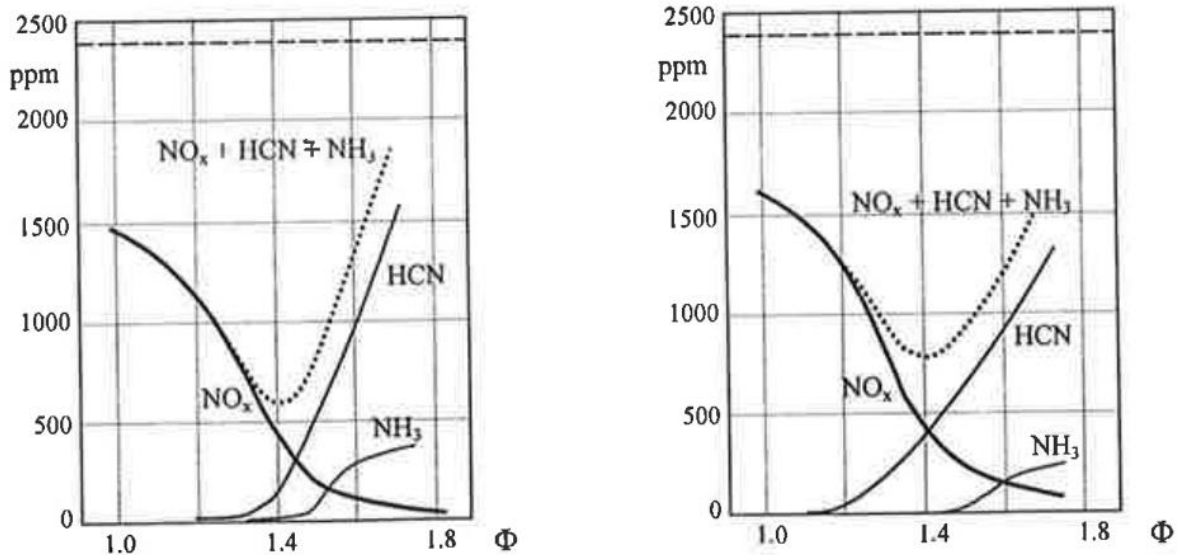 2500
ppm
2000
NOₓ + HCN + NH₃
1500
HCN
1000
NOₓ
500
NH₃
0
1.0 1.4 1.8 Φ
2500
ppm
2000
NOₓ + HCN + NH₃
1500
HCN
1000
NOₓ
500
NH₃
0
1.0 1.4 1.8 Φ